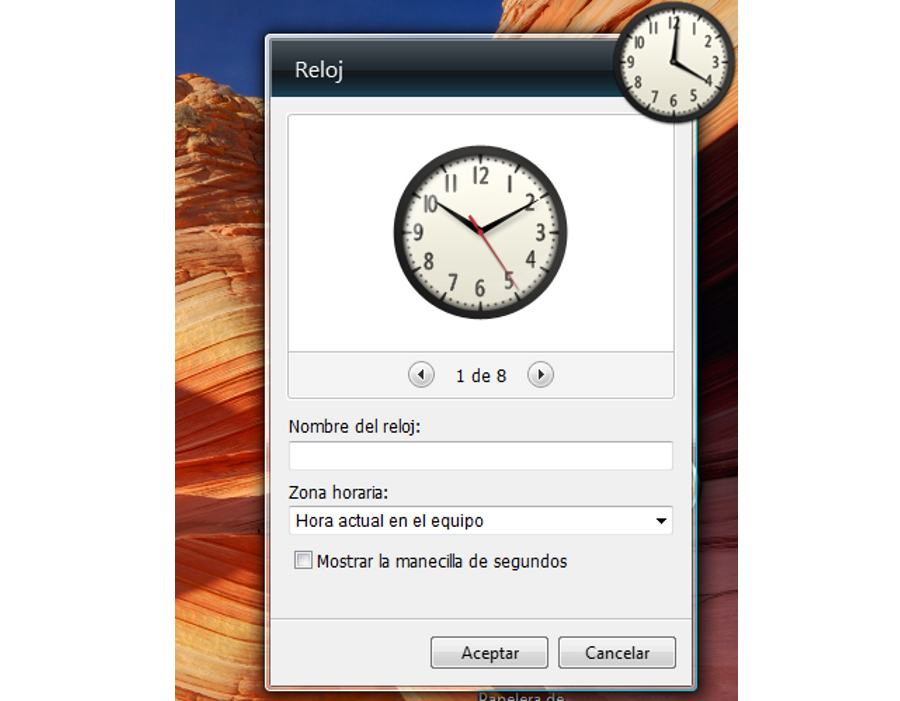 Reloj
12
1
2
3
4
5
6
7
8
9
10
11
12
1
2
3
4
5
6
7
8
9
10
11
1 de 8
Nombre del reloj:
Zona horaria:
Hora actual en el equipo
Mostrar la manecilla de segundos
Aceptar
Cancelar
Papelera de